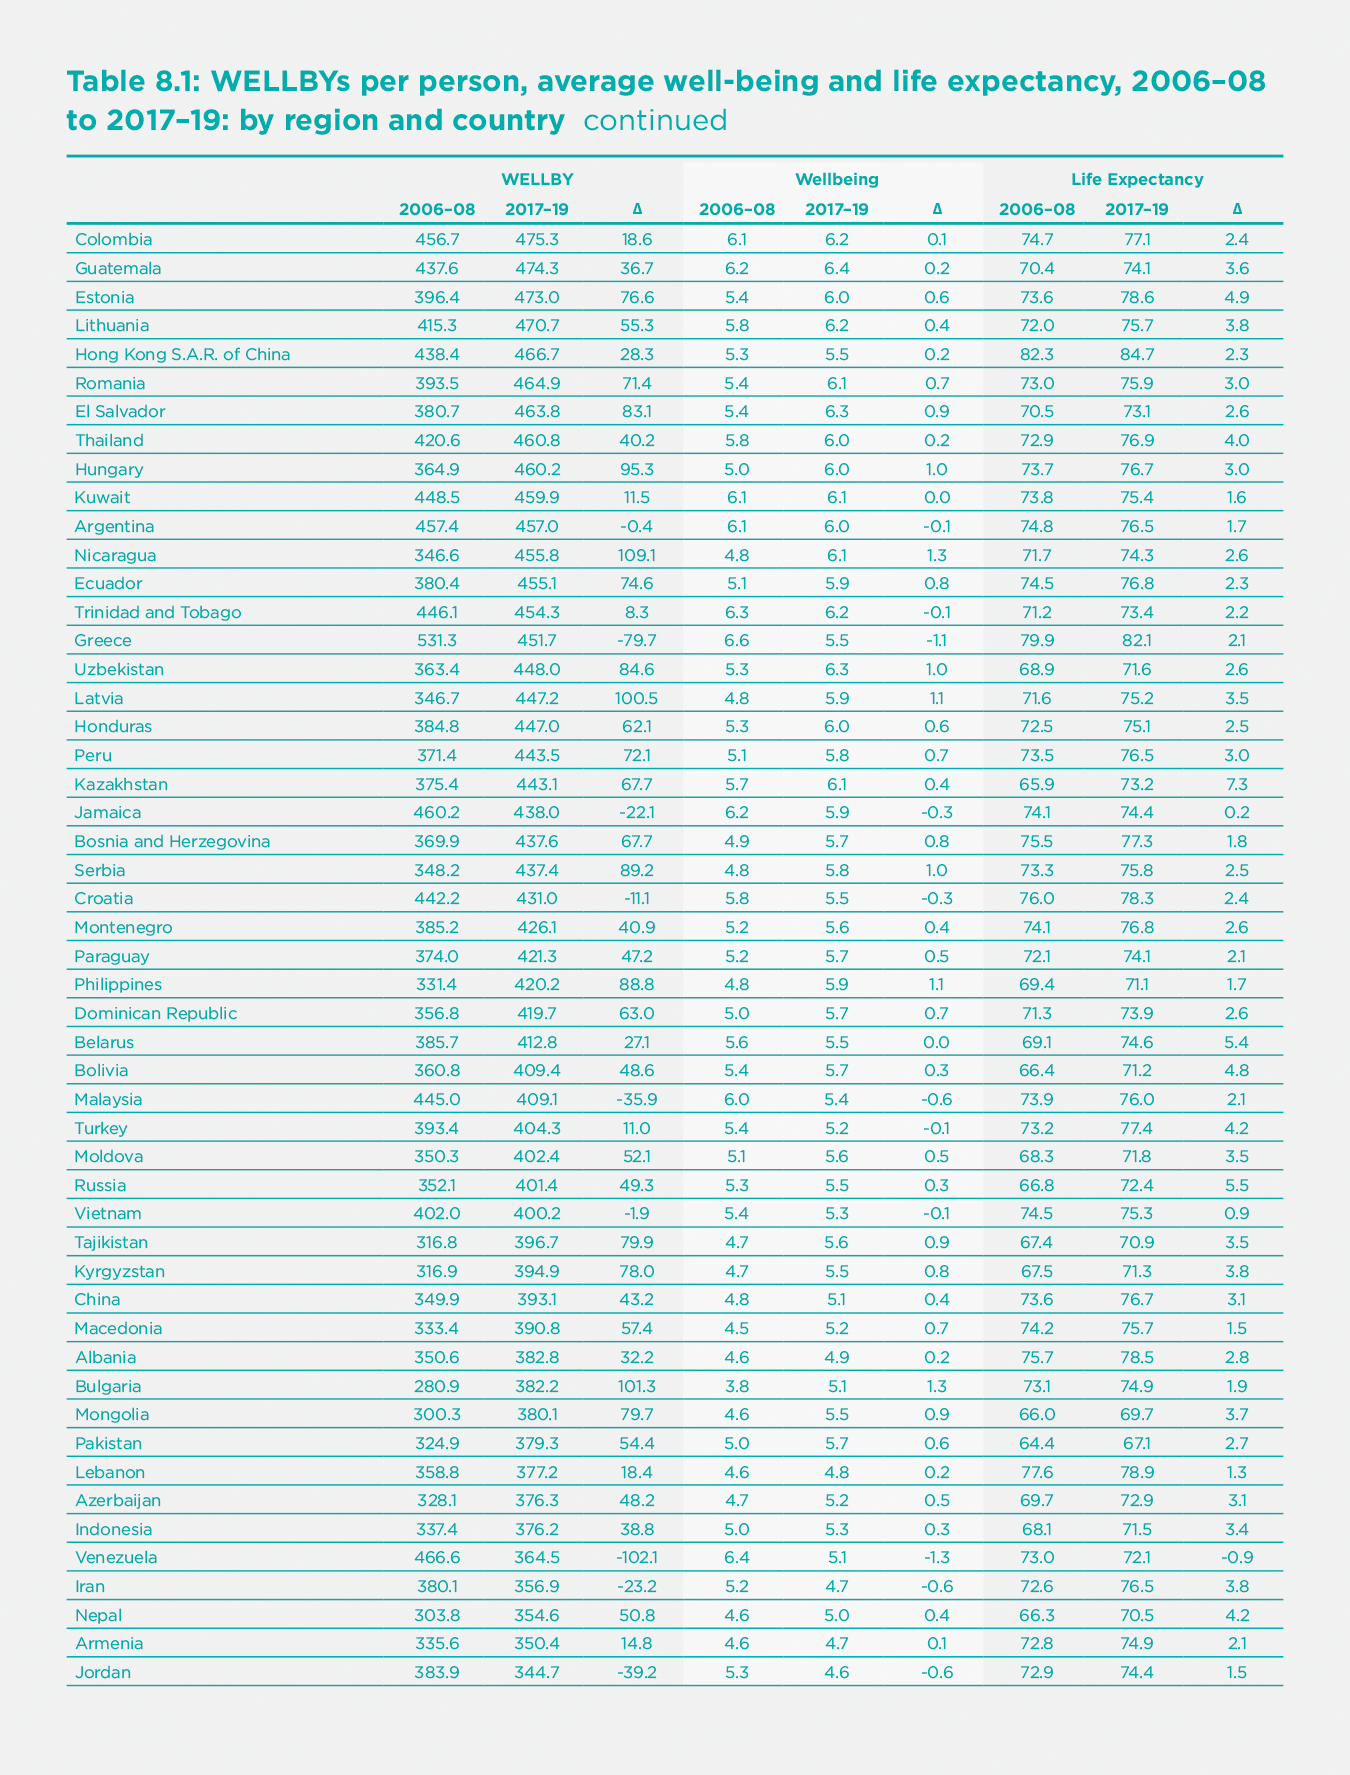 Table 8.1: WELLBYs per person, average well-being and life expectancy, 2006–08
to 2017–19: by region and country continued
WELLBY Wellbeing Life Expectancy
2006–08 2017–19 Δ 2006–08 2017–19 Δ 2006–08 2017–19 Δ
Colombia 456.7 475.3 18.6 6.1 6.2 0.1 74.7 77.1 2.4
Guatemala 437.6 474.3 36.7 6.2 6.4 0.2 70.4 74.1 3.6
Estonia 396.4 473.0 76.6 5.4 6.0 0.6 73.6 78.6 4.9
Lithuania 415.3 470.7 55.3 5.8 6.2 0.4 72.0 75.7 3.8
Hong Kong S.A.R. of China 438.4 466.7 28.3 5.3 5.5 0.2 82.3 84.7 2.3
Romania 393.5 464.9 71.4 5.4 6.1 0.7 73.0 75.9 3.0
El Salvador 380.7 463.8 83.1 5.4 6.3 0.9 70.5 73.1 2.6
Thailand 420.6 460.8 40.2 5.8 6.0 0.2 72.9 76.9 4.0
Hungary 364.9 460.2 95.3 5.0 6.0 1.0 73.7 76.7 3.0
Kuwait 448.5 459.9 11.5 6.1 6.1 0.0 73.8 75.4 1.6
Argentina 457.4 457.0 -0.4 6.1 6.0 -0.1 74.8 76.5 1.7
Nicaragua 346.6 455.8 109.1 4.8 6.1 1.3 71.7 74.3 2.6
Ecuador 380.4 455.1 74.6 5.1 5.9 0.8 74.5 76.8 2.3
Trinidad and Tobago 446.1 454.3 8.3 6.3 6.2 -0.1 71.2 73.4 2.2
Greece 531.3 451.7 -79.7 6.6 5.5 -1.1 79.9 82.1 2.1
Uzbekistan 363.4 448.0 84.6 5.3 6.3 1.0 68.9 71.6 2.6
Latvia 346.7 447.2 100.5 4.8 5.9 1.1 71.6 75.2 3.5
Honduras 384.8 447.0 62.1 5.3 6.0 0.6 72.5 75.1 2.5
Peru 371.4 443.5 72.1 5.1 5.8 0.7 73.5 76.5 3.0
Kazakhstan 375.4 443.1 67.7 5.7 6.1 0.4 65.9 73.2 7.3
Jamaica 460.2 438.0 -22.1 6.2 5.9 -0.3 74.1 74.4 0.2
Bosnia and Herzegovina 369.9 437.6 67.7 4.9 5.7 0.8 75.5 77.3 1.8
Serbia 348.2 437.4 89.2 4.8 5.8 1.0 73.3 75.8 2.5
Croatia 442.2 431.0 -11.1 5.8 5.5 -0.3 76.0 78.3 2.4
Montenegro 385.2 426.1 40.9 5.2 5.6 0.4 74.1 76.8 2.6
Paraguay 374.0 421.3 47.2 5.2 5.7 0.5 72.1 74.1 2.1
Philippines 331.4 420.2 88.8 4.8 5.9 1.1 69.4 71.1 1.7
Dominican Republic 356.8 419.7 63.0 5.0 5.7 0.7 71.3 73.9 2.6
Belarus 385.7 412.8 27.1 5.6 5.5 0.0 69.1 74.6 5.4
Bolivia 360.8 409.4 48.6 5.4 5.7 0.3 66.4 71.2 4.8
Malaysia 445.0 409.1 -35.9 6.0 5.4 -0.6 73.9 76.0 2.1
Turkey 393.4 404.3 11.0 5.4 5.2 -0.1 73.2 77.4 4.2
Moldova 350.3 402.4 52.1 5.1 5.6 0.5 68.3 71.8 3.5
Russia 352.1 401.4 49.3 5.3 5.5 0.3 66.8 72.4 5.5
Vietnam 402.0 400.2 -1.9 5.4 5.3 -0.1 74.5 75.3 0.9
Tajikistan 316.8 396.7 79.9 4.7 5.6 0.9 67.4 70.9 3.5
Kyrgyzstan 316.9 394.9 78.0 4.7 5.5 0.8 67.5 71.3 3.8
China 349.9 393.1 43.2 4.8 5.1 0.4 73.6 76.7 3.1
Macedonia 333.4 390.8 57.4 4.5 5.2 0.7 74.2 75.7 1.5
Albania 350.6 382.8 32.2 4.6 4.9 0.2 75.7 78.5 2.8
Bulgaria 280.9 382.2 101.3 3.8 5.1 1.3 73.1 74.9 1.9
Mongolia 300.3 380.1 79.7 4.6 5.5 0.9 66.0 69.7 3.7
Pakistan 324.9 379.3 54.4 5.0 5.7 0.6 64.4 67.1 2.7
Lebanon 358.8 377.2 18.4 4.6 4.8 0.2 77.6 78.9 1.3
Azerbaijan 328.1 376.3 48.2 4.7 5.2 0.5 69.7 72.9 3.1
Indonesia 337.4 376.2 38.8 5.0 5.3 0.3 68.1 71.5 3.4
Venezuela 466.6 364.5 -102.1 6.4 5.1 -1.3 73.0 72.1 -0.9
Iran 380.1 356.9 -23.2 5.2 4.7 -0.6 72.6 76.5 3.8
Nepal 303.8 354.6 50.8 4.6 5.0 0.4 66.3 70.5 4.2
Armenia 335.6 350.4 14.8 4.6 4.7 0.1 72.8 74.9 2.1
Jordan 383.9 344.7 -39.2 5.3 4.6 -0.6 72.9 74.4 1.5